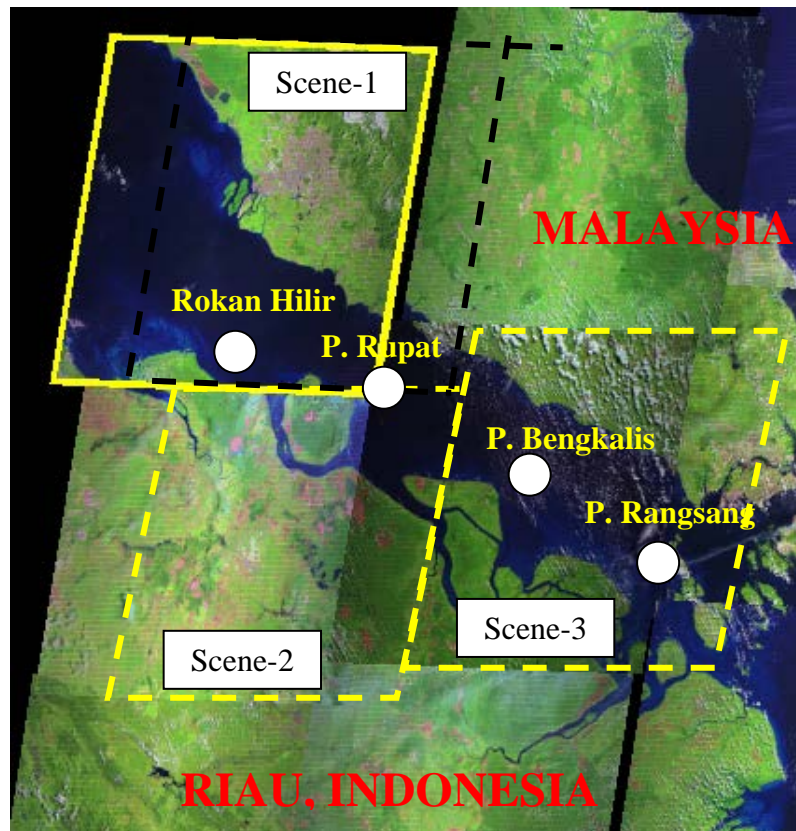 Scene-1
MALAYSIA
Rokan Hilir
P. Rupat
P. Bengkalis
P. Rangsang
Scene-3
Scene-2
RIAU, INDONESIA